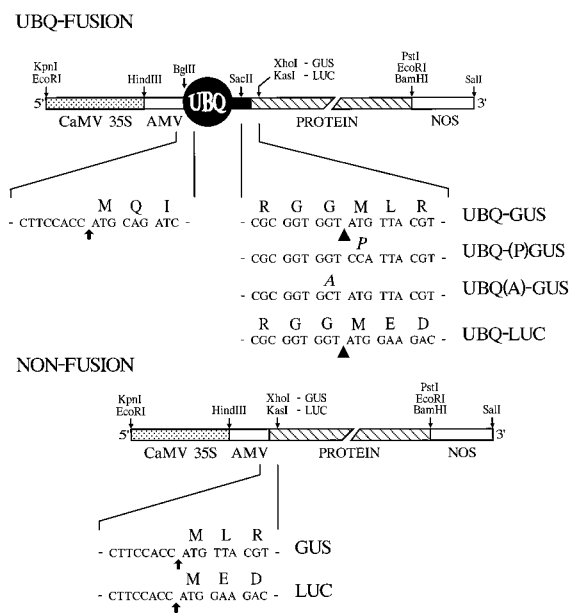 UBQ-FUSION
KpnI
EcoRI
HindIII
BglII
SacII
XhoI - GUS
KasI - LUC
PstI
EcoRI
BamHI
SalI
5'
UBQ
3'
CaMV 35S
AMV
PROTEIN
NOS
M Q I
- CTTCCACC ATG CAG ATC -
R G G M L R
- CGC GGT GGT ATG TTA CGT -
UBQ-GUS
P
- CGC GGT GGT CCA TTA CGT -
UBQ-(P)GUS
A
- CGC GGT GCT ATG TTA CGT -
UBQ(A)-GUS
R G G M E D
- CGC GGT GGT ATG GAA GAC -
UBQ-LUC
NON-FUSION
KpnI
EcoRI
HindIII
XhoI - GUS
KasI - LUC
PstI
EcoRI
BamHI
SalI
5'
3'
CaMV 35S
AMV
PROTEIN
NOS
M L R
- CTTCCACC ATG TTA CGT -
GUS
M E D
- CTTCCACC ATG GAA GAC -
LUC